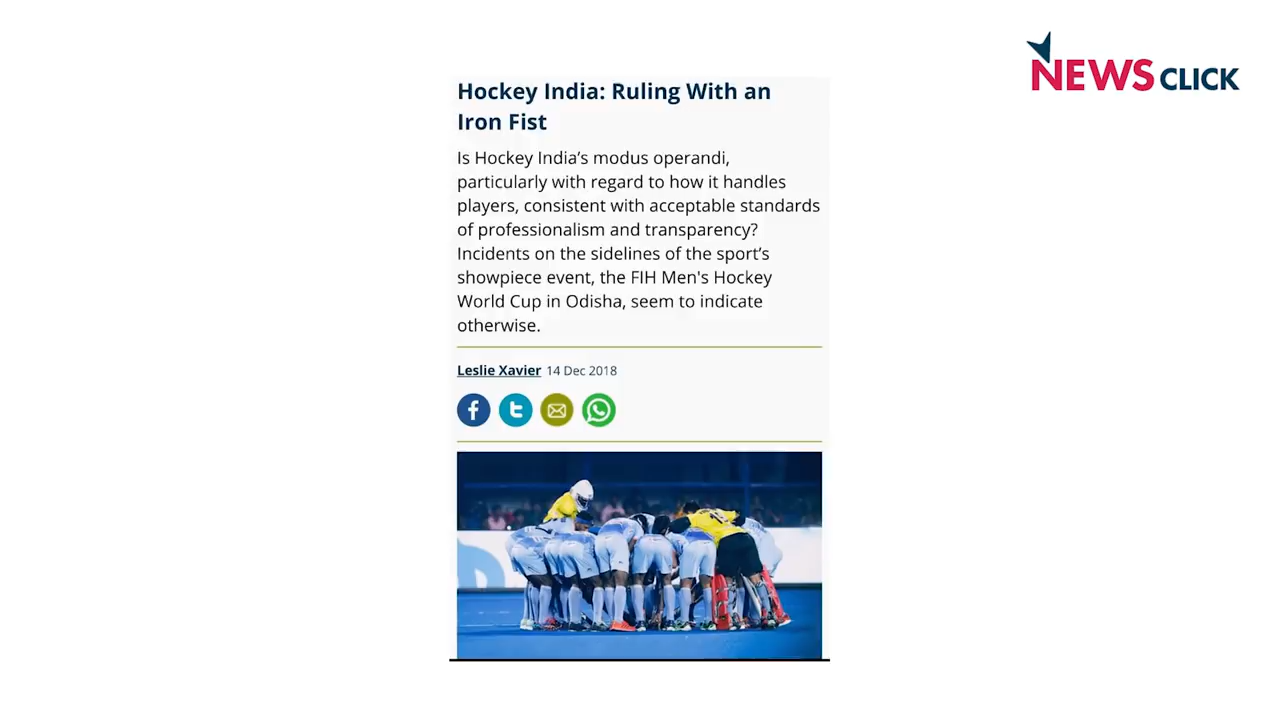 NEWSCLICK
Hockey India: Ruling With an
Iron Fist
Is Hockey India’s modus operandi,
particularly with regard to how it handles
players, consistent with acceptable standards
of professionalism and transparency?
Incidents on the sidelines of the sport’s
showpiece event, the FIH Men's Hockey
World Cup in Odisha, seem to indicate
otherwise.
Leslie Xavier 14 Dec 2018